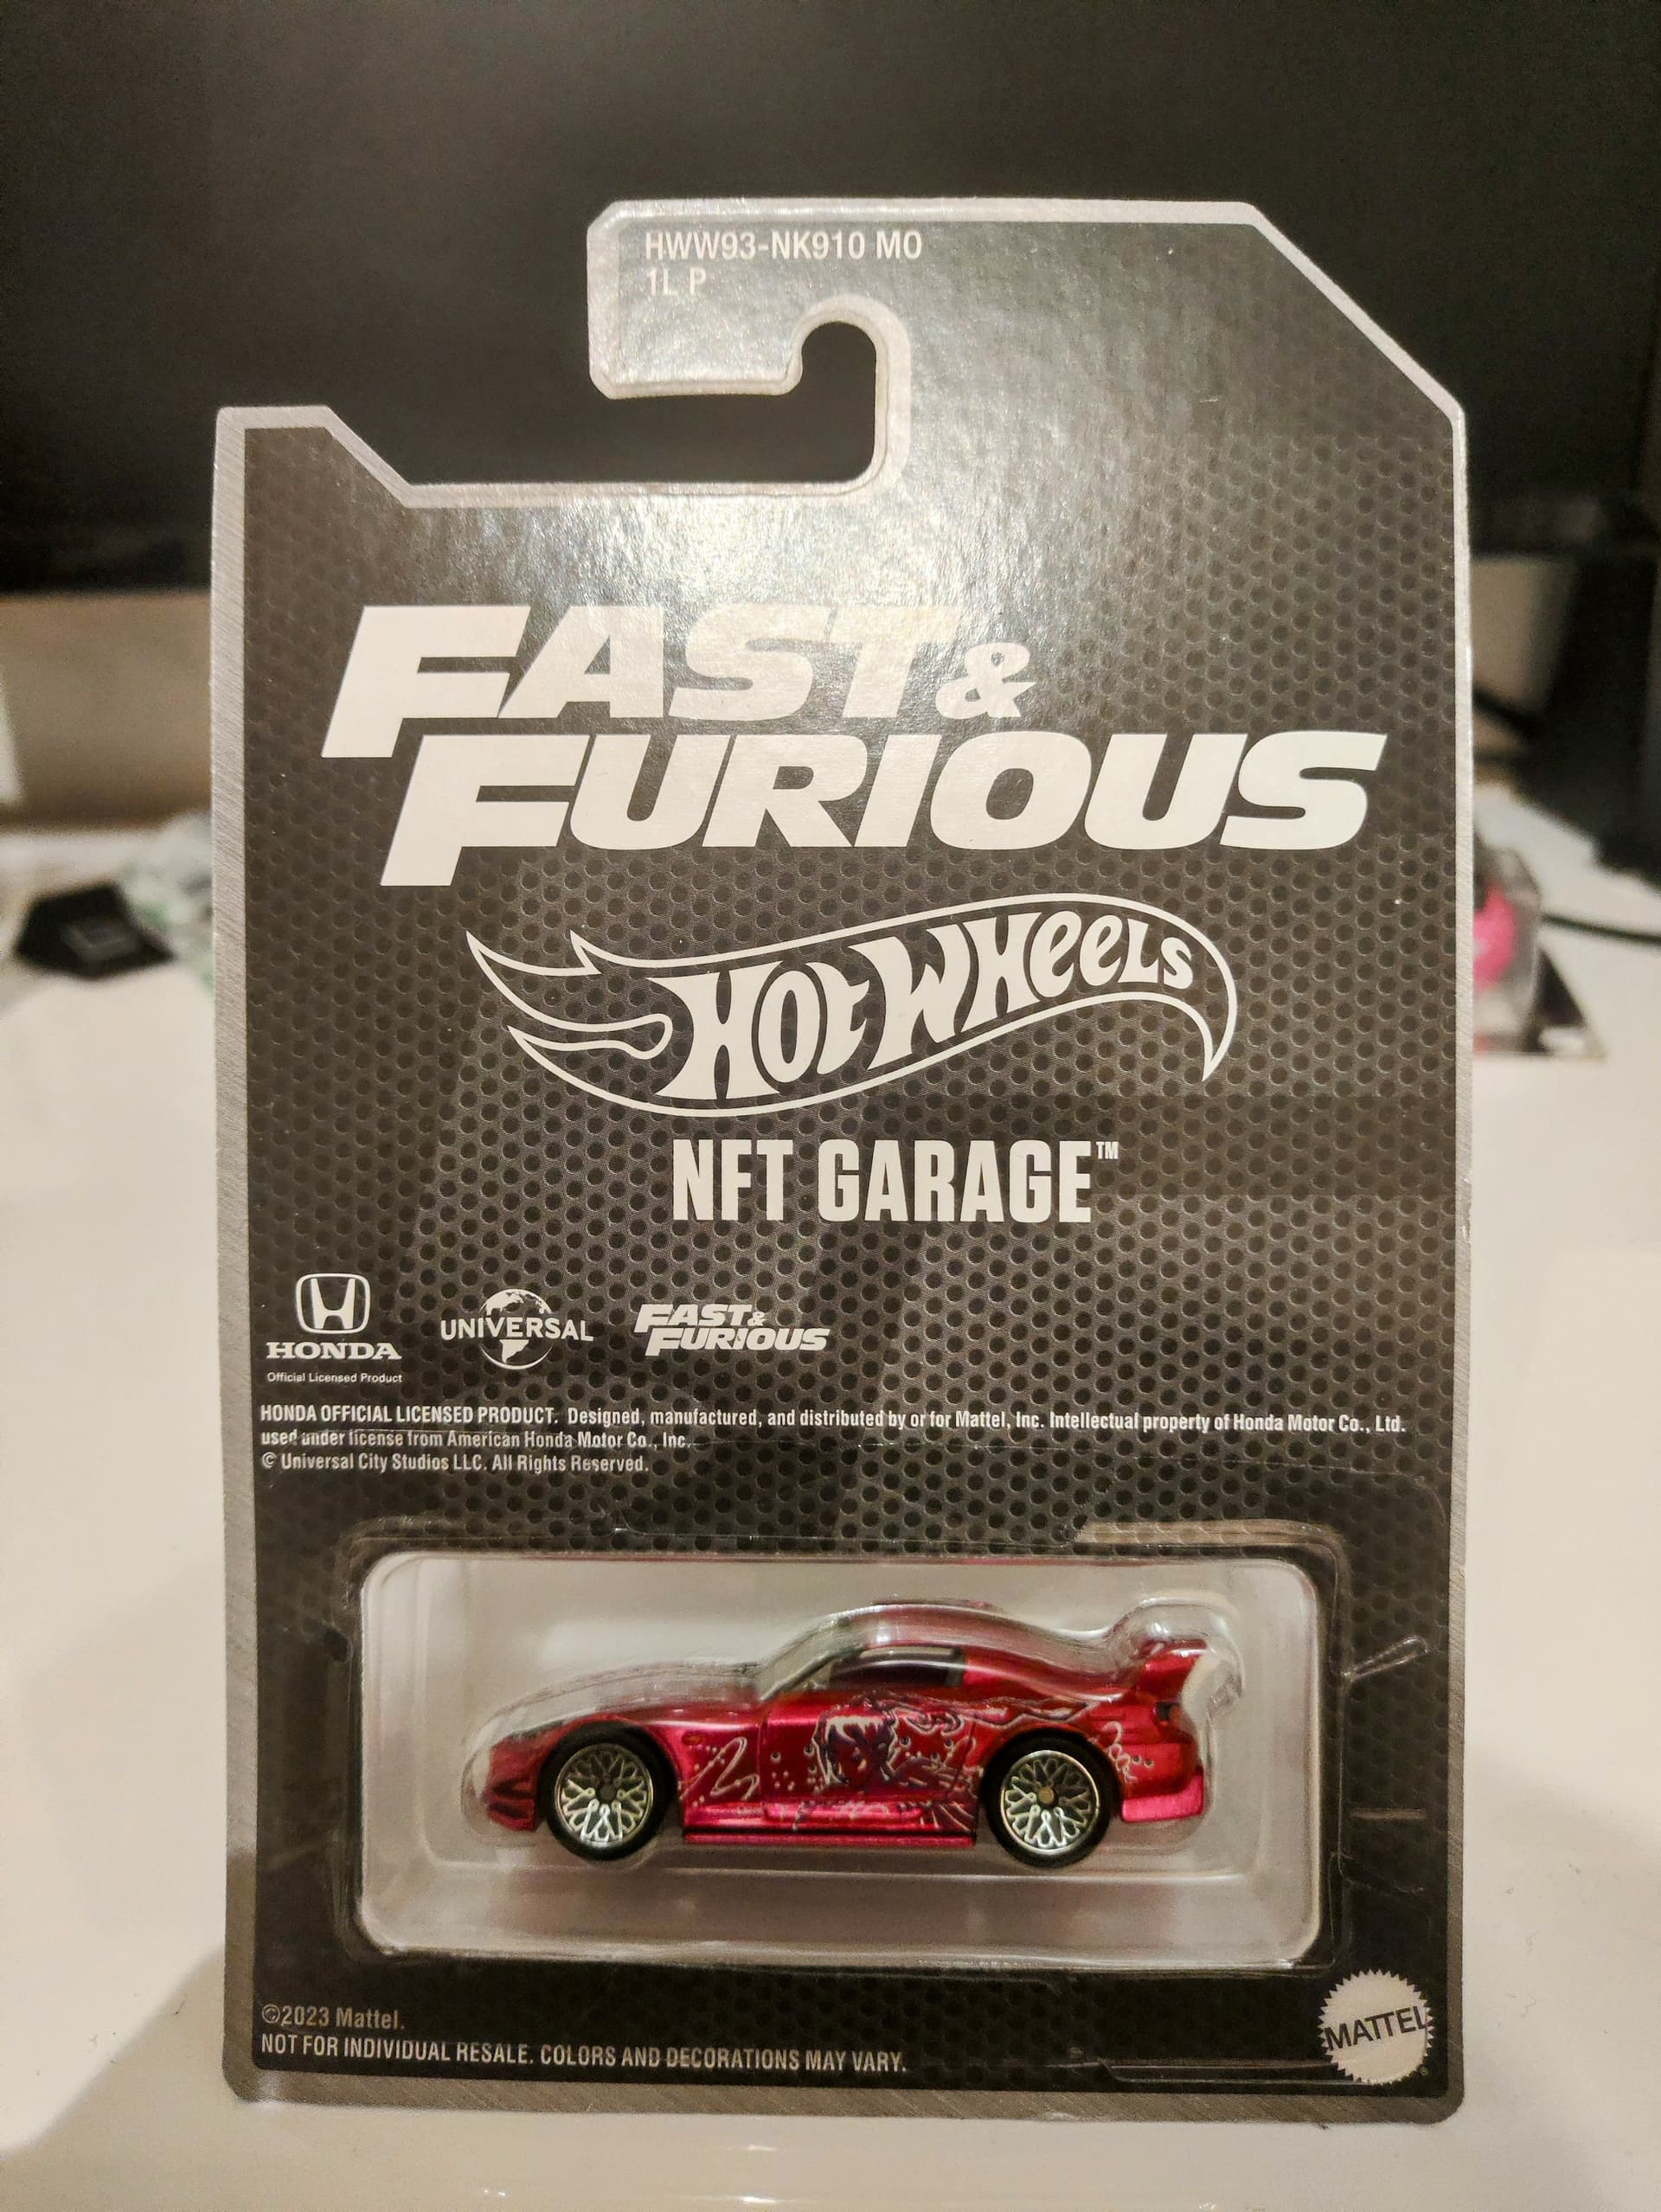 HWW93-NK910 MO
1L P
FAST &
FURIOUS
HOT WHEELS
NFT GARAGE™
HONDA
Official Licensed Product
UNIVERSAL
FAST &
FURIOUS
HONDA OFFICIAL LICENSED PRODUCT. Designed, manufactured, and distributed by or for Mattel, Inc. Intellectual property of Honda Motor Co., Ltd.
used under license from American Honda Motor Co., Inc.
© Universal City Studios LLC. All Rights Reserved.
©2023 Mattel.
NOT FOR INDIVIDUAL RESALE. COLORS AND DECORATIONS MAY VARY.
MATTEL